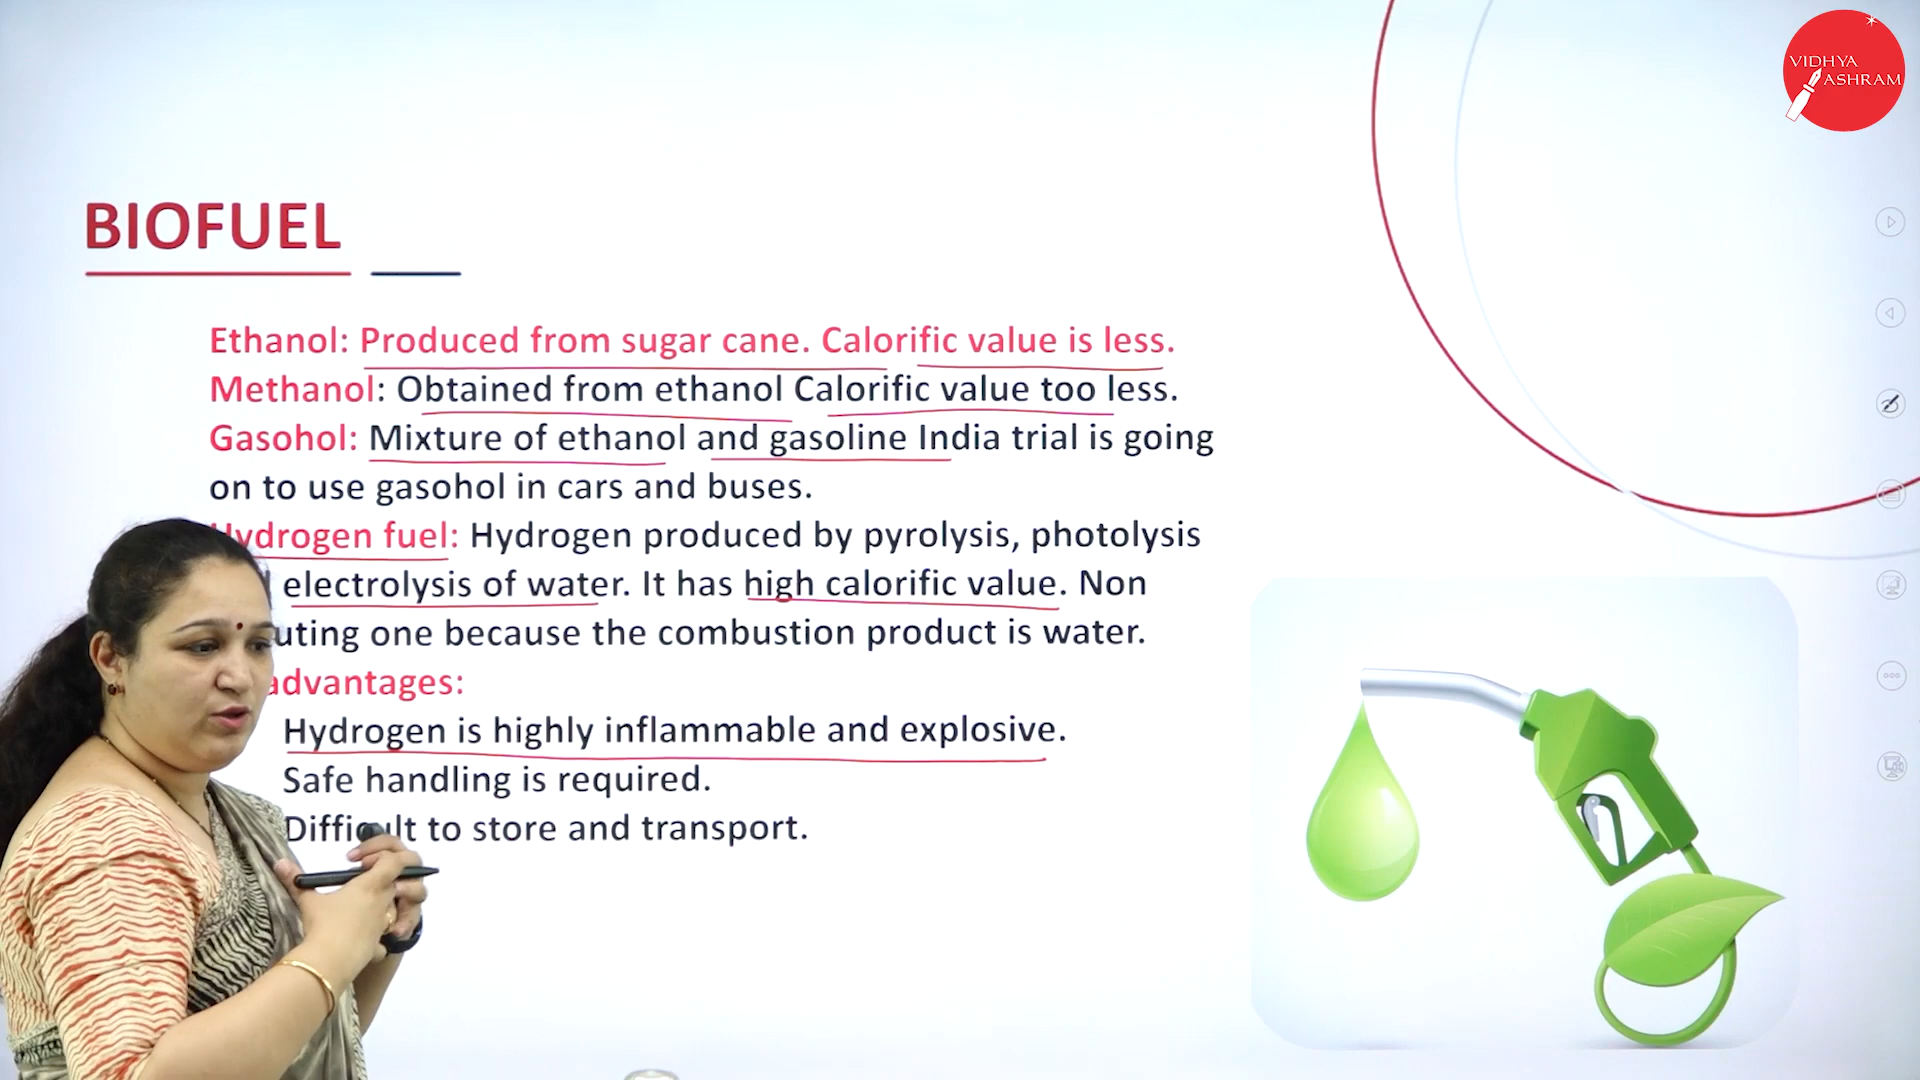 VIDHYA
ASHRAM
BIOFUEL
Ethanol: Produced from sugar cane. Calorific value is less.
Methanol: Obtained from ethanol Calorific value too less.
Gasohol: Mixture of ethanol and gasoline India trial is going
on to use gasohol in cars and buses.
Hydrogen fuel: Hydrogen produced by pyrolysis, photolysis
electrolysis of water. It has high calorific value. Non
one because the combustion product is water.
Hydrogen is highly inflammable and explosive.
Safe handling is required.
Difficult to store and transport.